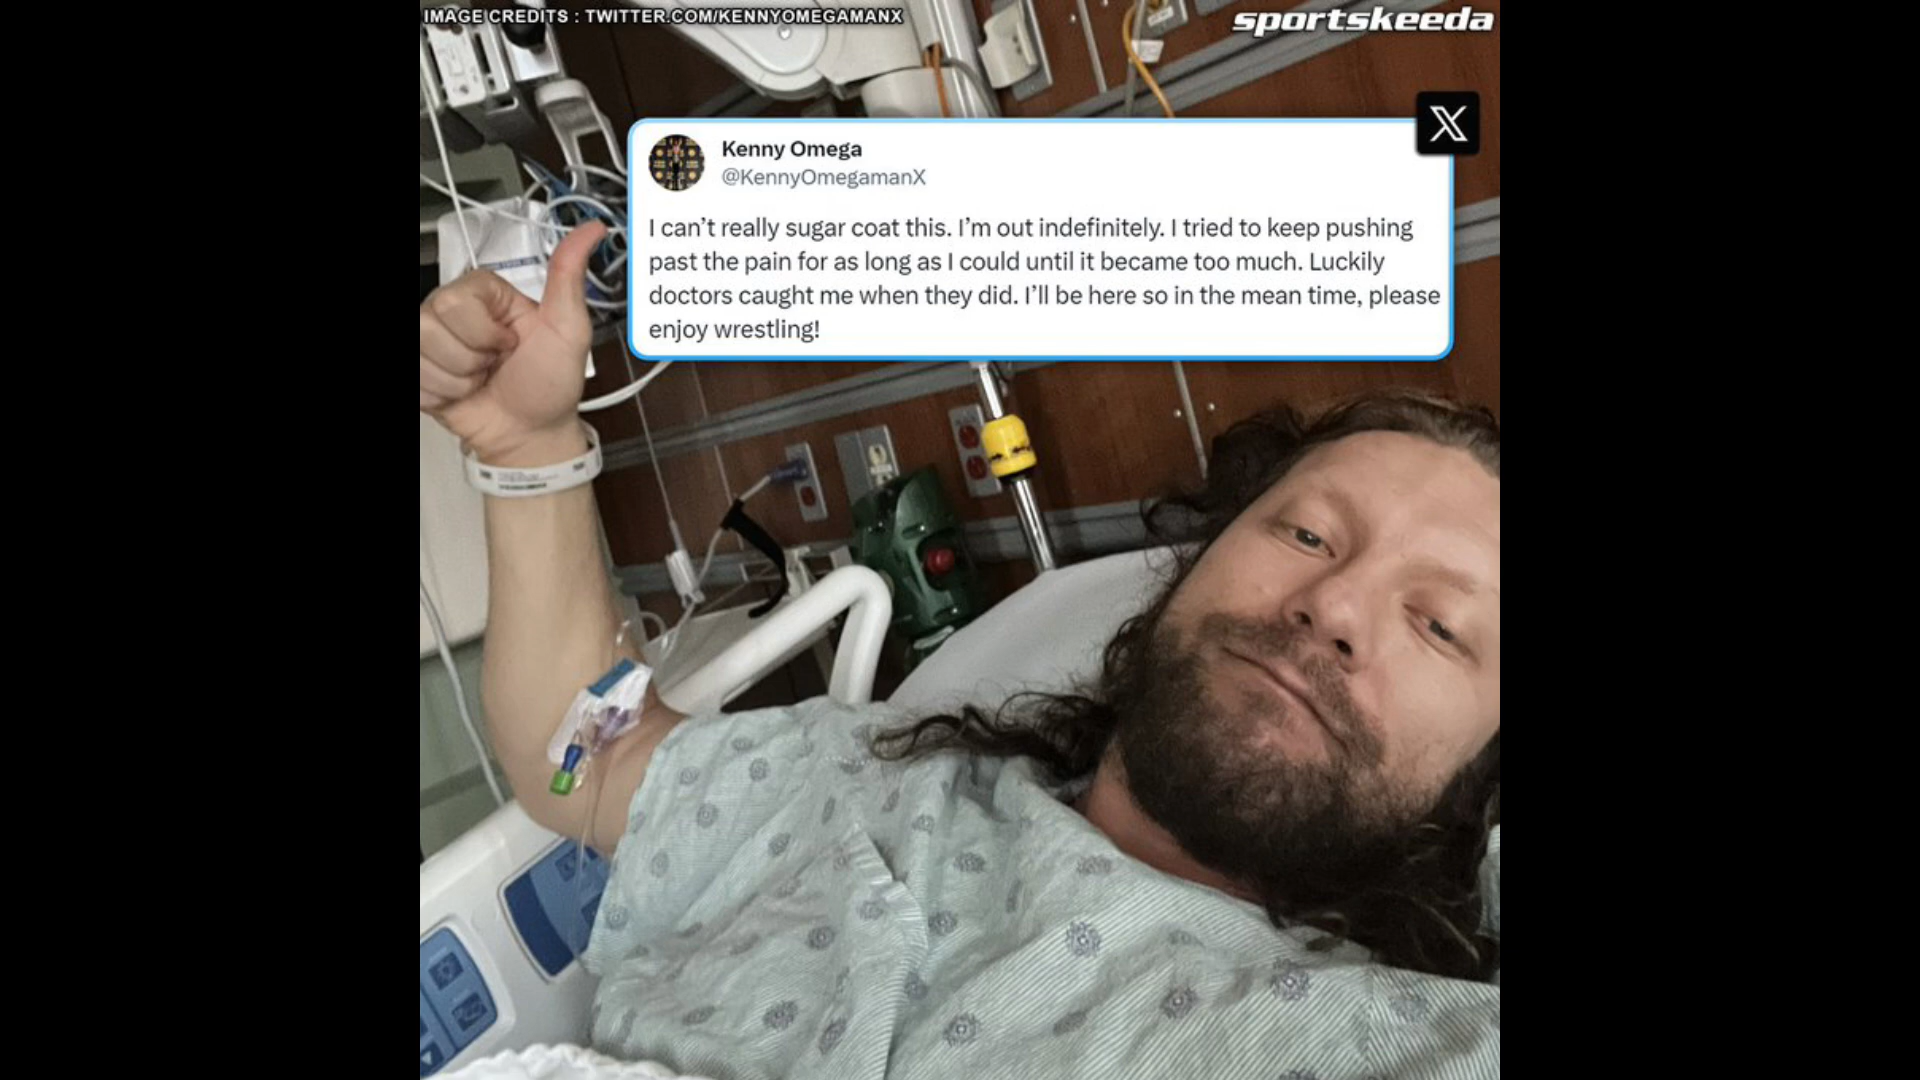 IMAGE CREDITS : TWITTER.COM/KENNYOMEGAMANX
sportskeeda
X
Kenny Omega
@KennyOmegamanX
I can’t really sugar coat this. I’m out indefinitely. I tried to keep pushing
past the pain for as long as I could until it became too much. Luckily
doctors caught me when they did. I’ll be here so in the mean time, please
enjoy wrestling!